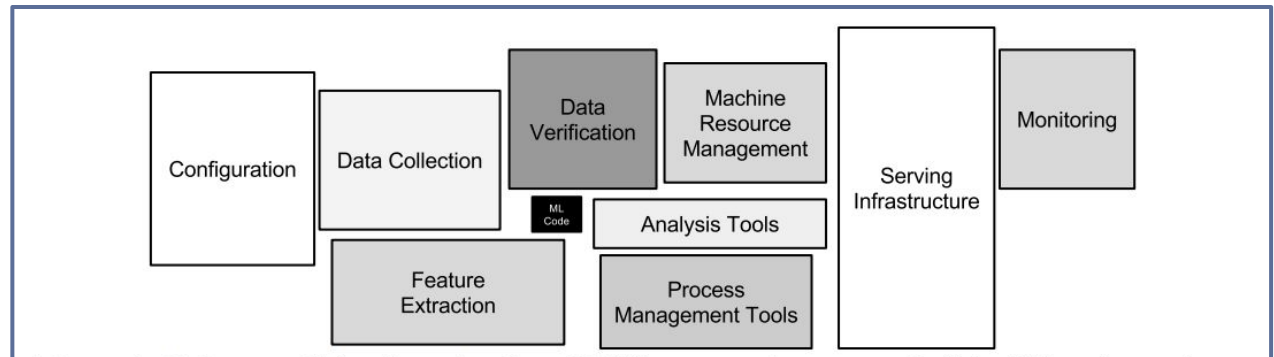 Configuration
Data Collection
Feature
Extraction
Data
Verification
ML
Code
Machine
Resource
Management
Analysis Tools
Process
Management Tools
Serving
Infrastructure
Monitoring